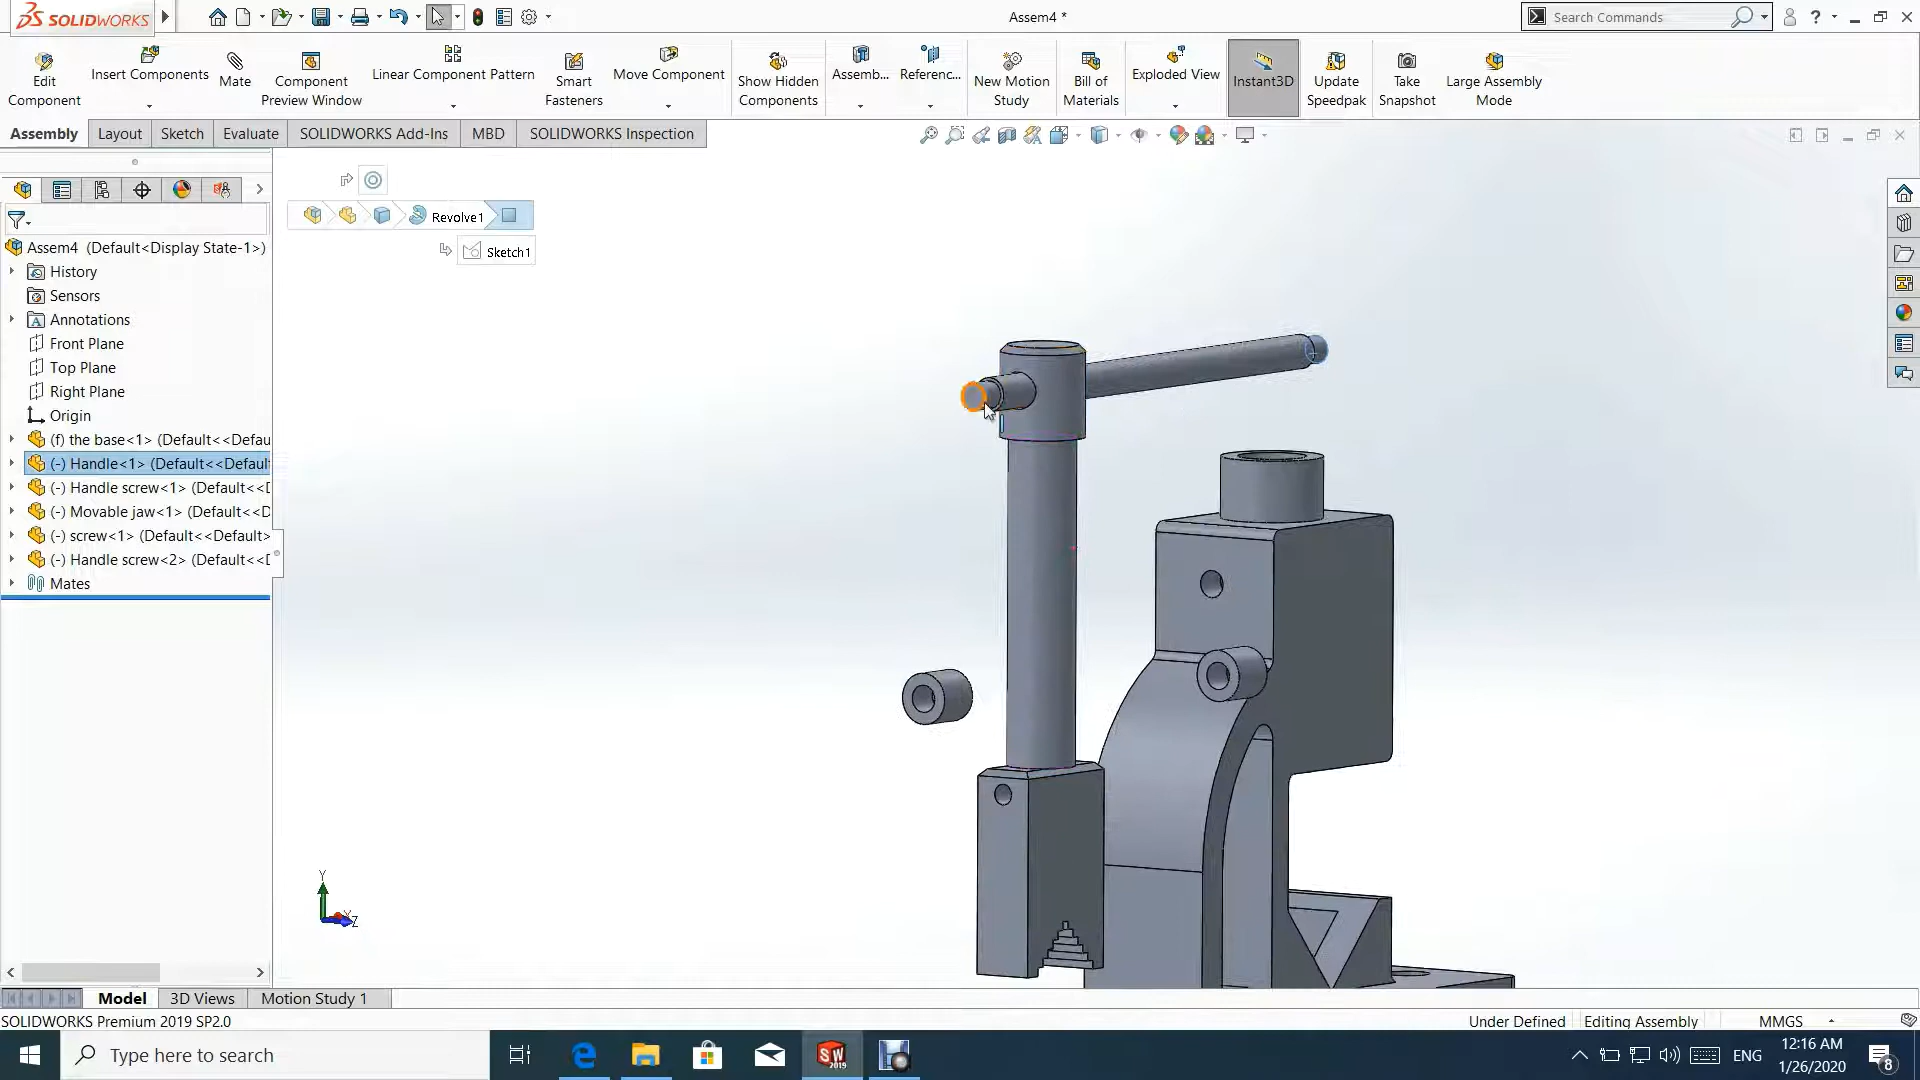 SOLIDWORKS
Assem4 *
Search Commands
Edit Component
Insert Components
Mate
Component Preview Window
Linear Component Pattern
Smart Fasteners
Move Component
Show Hidden Components
Assemb...
Referenc...
New Motion Study
Bill of Materials
Exploded View
Instant3D
Update Speedpak
Take Snapshot
Large Assembly Mode
Assembly
Layout
Sketch
Evaluate
SOLIDWORKS Add-Ins
MBD
SOLIDWORKS Inspection
Revolve1
Sketch1
Assem4 (Default<Display State-1>)
History
Sensors
Annotations
Front Plane
Top Plane
Right Plane
Origin
(f) the base<1> (Default<<Defau
(-) Handle<1> (Default<<Defaul
(-) Handle screw<1> (Default<<D
(-) Movable jaw<1> (Default<<D
(-) screw<1> (Default<<Default>
(-) Handle screw<2> (Default<<D
Mates
Y
Z
Model
3D Views
Motion Study 1
SOLIDWORKS Premium 2019 SP2.0
Under Defined
Editing Assembly
MMGS
Type here to search
SW
2019
ENG
12:16 AM
1/26/2020
8